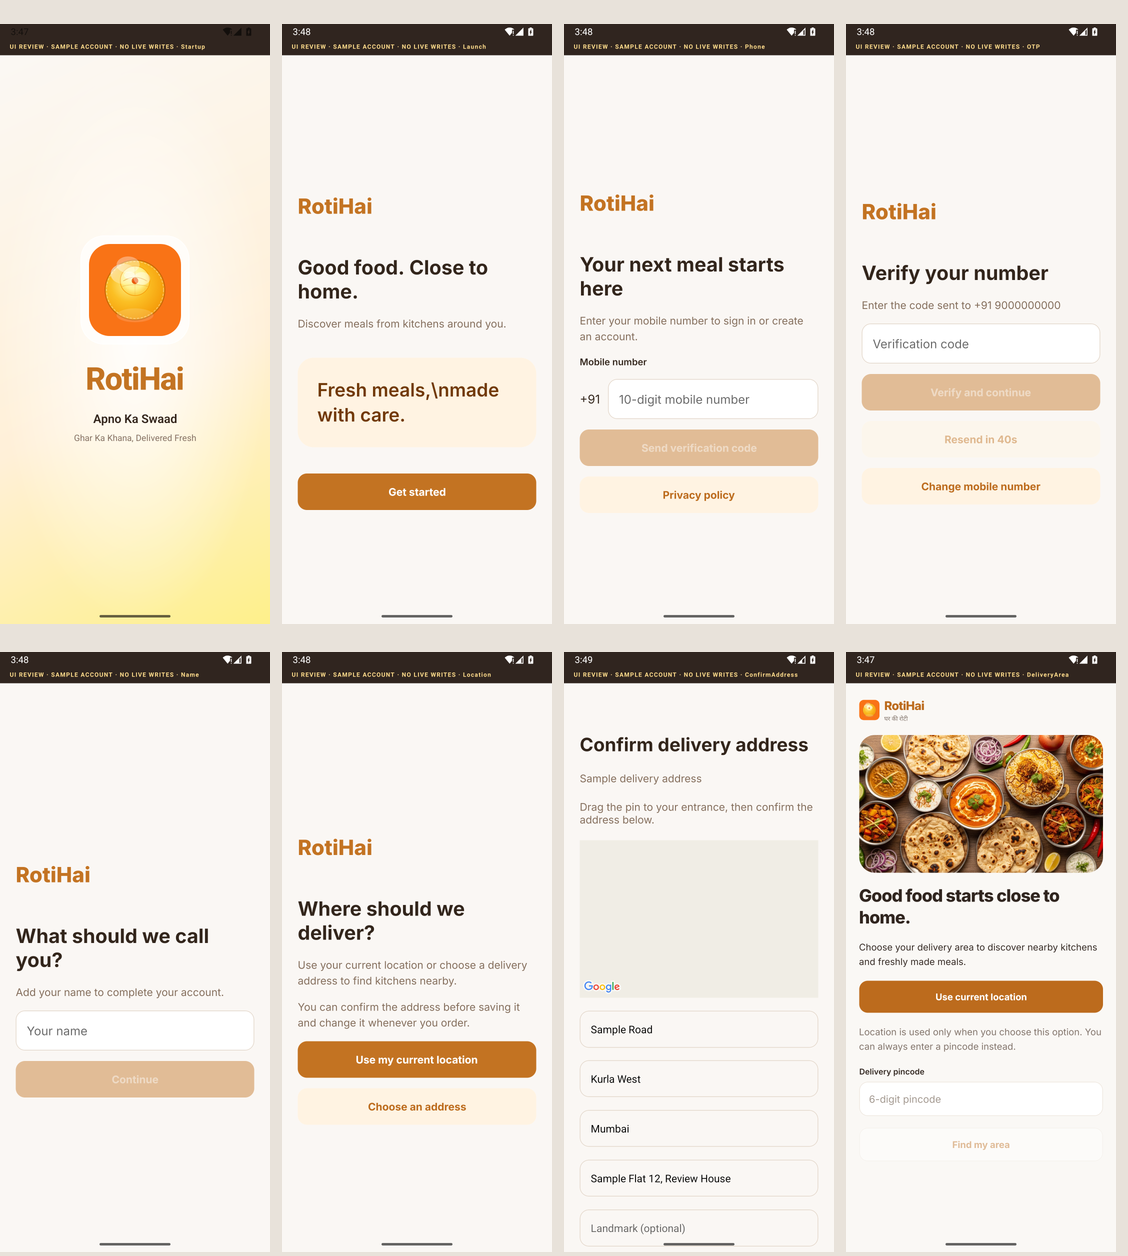 3:47
UI REVIEW · SAMPLE ACCOUNT · NO LIVE WRITES · Startup
RotiHai
Apno Ka Swaad
Ghar Ka Khana, Delivered Fresh
3:48
UI REVIEW · SAMPLE ACCOUNT · NO LIVE WRITES · Launch
RotiHai
Good food. Close to
home.
Discover meals from kitchens around you.
Fresh meals,\nmade
with care.
Get started
3:48
UI REVIEW · SAMPLE ACCOUNT · NO LIVE WRITES · Phone
RotiHai
Your next meal starts
here
Enter your mobile number to sign in or create
an account.
Mobile number
+91 10-digit mobile number
Send verification code
Privacy policy
3:48
UI REVIEW · SAMPLE ACCOUNT · NO LIVE WRITES · OTP
RotiHai
Verify your number
Enter the code sent to +91 9000000000
Verification code
Verify and continue
Resend in 40s
Change mobile number
3:48
UI REVIEW · SAMPLE ACCOUNT · NO LIVE WRITES · Name
RotiHai
What should we call
you?
Add your name to complete your account.
Your name
Continue
3:48
UI REVIEW · SAMPLE ACCOUNT · NO LIVE WRITES · Location
RotiHai
Where should we
deliver?
Use your current location or choose a delivery
address to find kitchens nearby.
You can confirm the address before saving it
and change it whenever you order.
Use my current location
Choose an address
3:49
UI REVIEW · SAMPLE ACCOUNT · NO LIVE WRITES · ConfirmAddress
Confirm delivery address
Sample delivery address
Drag the pin to your entrance, then confirm the
address below.
Google
Sample Road
Kurla West
Mumbai
Sample Flat 12, Review House
Landmark (optional)
3:47
UI REVIEW · SAMPLE ACCOUNT · NO LIVE WRITES · DeliveryArea
RotiHai
घर की रोटी
Good food starts close to
home.
Choose your delivery area to discover nearby kitchens
and freshly made meals.
Use current location
Location is used only when you choose this option. You
can always enter a pincode instead.
Delivery pincode
6-digit pincode
Find my area